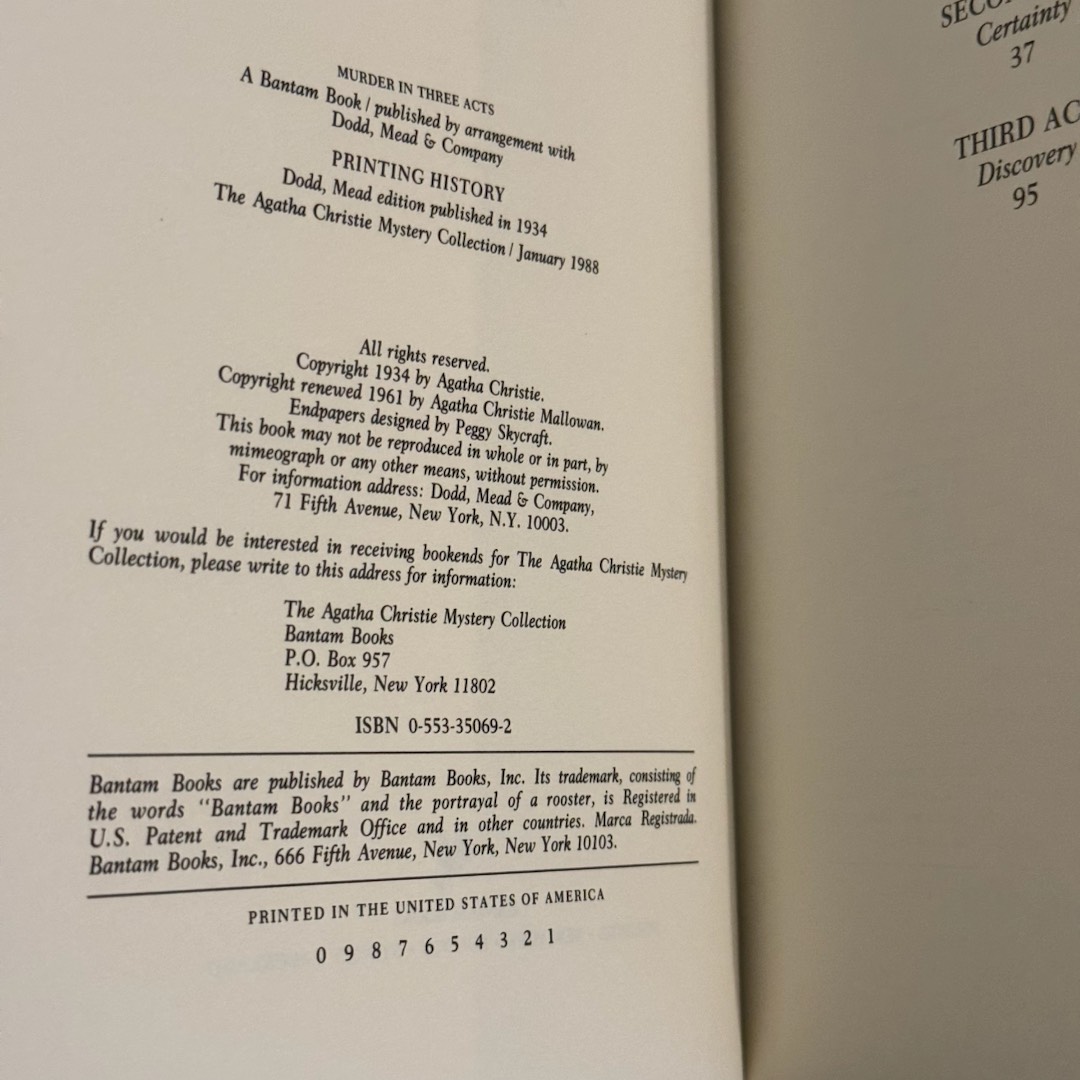 MURDER IN THREE ACTS
A Bantam Book / published by arrangement with
Dodd, Mead & Company
PRINTING HISTORY
Dodd, Mead edition published in 1934
The Agatha Christie Mystery Collection / January 1988
All rights reserved.
Copyright 1934 by Agatha Christie.
Copyright renewed 1961 by Agatha Christie Mallowan.
Endpapers designed by Peggy Skycraft.
This book may not be reproduced in whole or in part, by
mimeograph or any other means, without permission.
For information address: Dodd, Mead & Company,
71 Fifth Avenue, New York, N.Y. 10003.
If you would be interested in receiving bookends for The Agatha Christie Mystery
Collection, please write to this address for information:
The Agatha Christie Mystery Collection
Bantam Books
P.O. Box 957
Hicksville, New York 11802
ISBN 0-553-35069-2
Bantam Books are published by Bantam Books, Inc. Its trademark, consisting of
the words "Bantam Books" and the portrayal of a rooster, is Registered in
U.S. Patent and Trademark Office and in other countries. Marca Registrada.
Bantam Books, Inc., 666 Fifth Avenue, New York, New York 10103.
PRINTED IN THE UNITED STATES OF AMERICA
0 9 8 7 6 5 4 3 2 1
Certainty
37
THIRD AC
Discovery
95